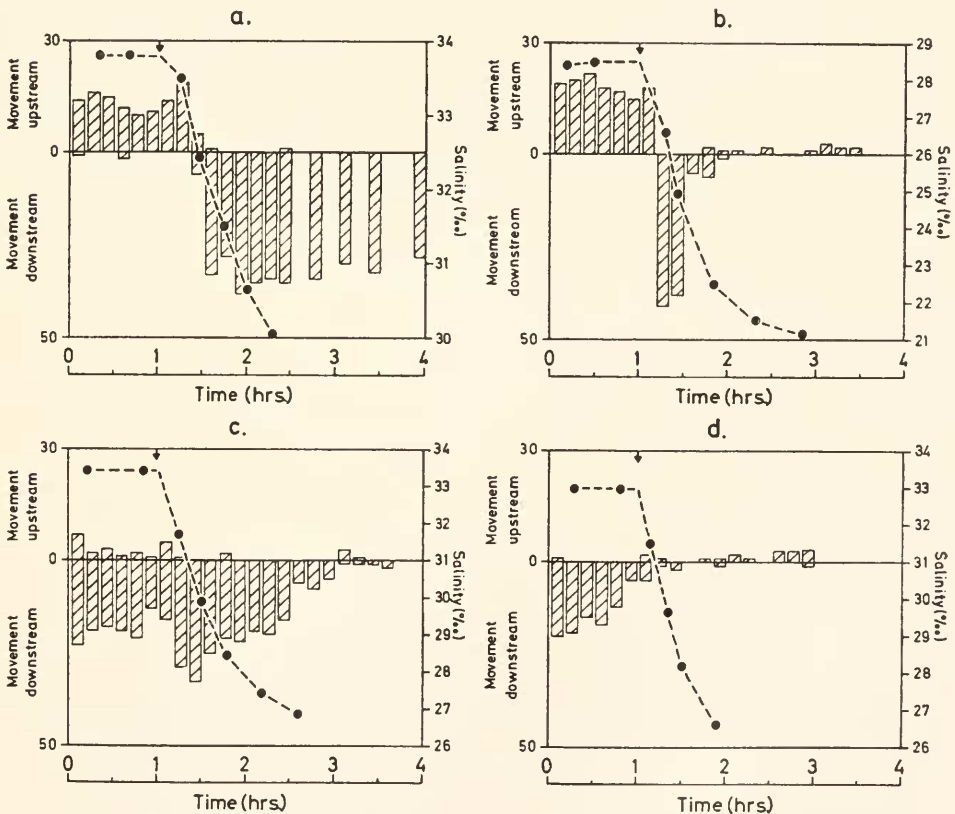 a.
30
0
50
Movement upstream
Movement downstream
34
33
32
31
30
Salinity (‰)
0 1 2 3 4
Time (hrs.)
b.
30
0
50
Movement upstream
Movement downstream
29
28
27
26
25
24
23
22
21
Salinity (‰)
0 1 2 3 4
Time (hrs.)
c.
30
0
50
Movement upstream
Movement downstream
34
33
32
31
30
29
28
27
26
Salinity (‰)
0 1 2 3 4
Time (hrs.)
d.
30
0
50
Movement upstream
Movement downstream
34
33
32
31
30
29
28
27
26
Salinity (‰)
0 1 2 3 4
Time (hrs.)